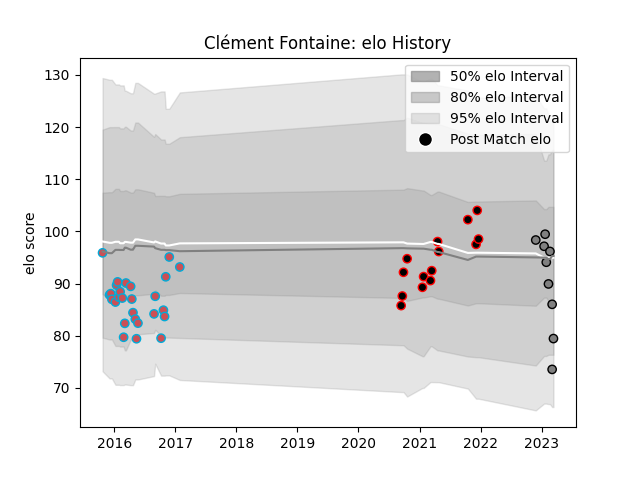 Clément Fontaine: elo History
50% elo Interval
80% elo Interval
95% elo Interval
Post Match elo
elo score
130
120
110
100
90
80
70
2016 2017 2018 2019 2020 2021 2022 2023